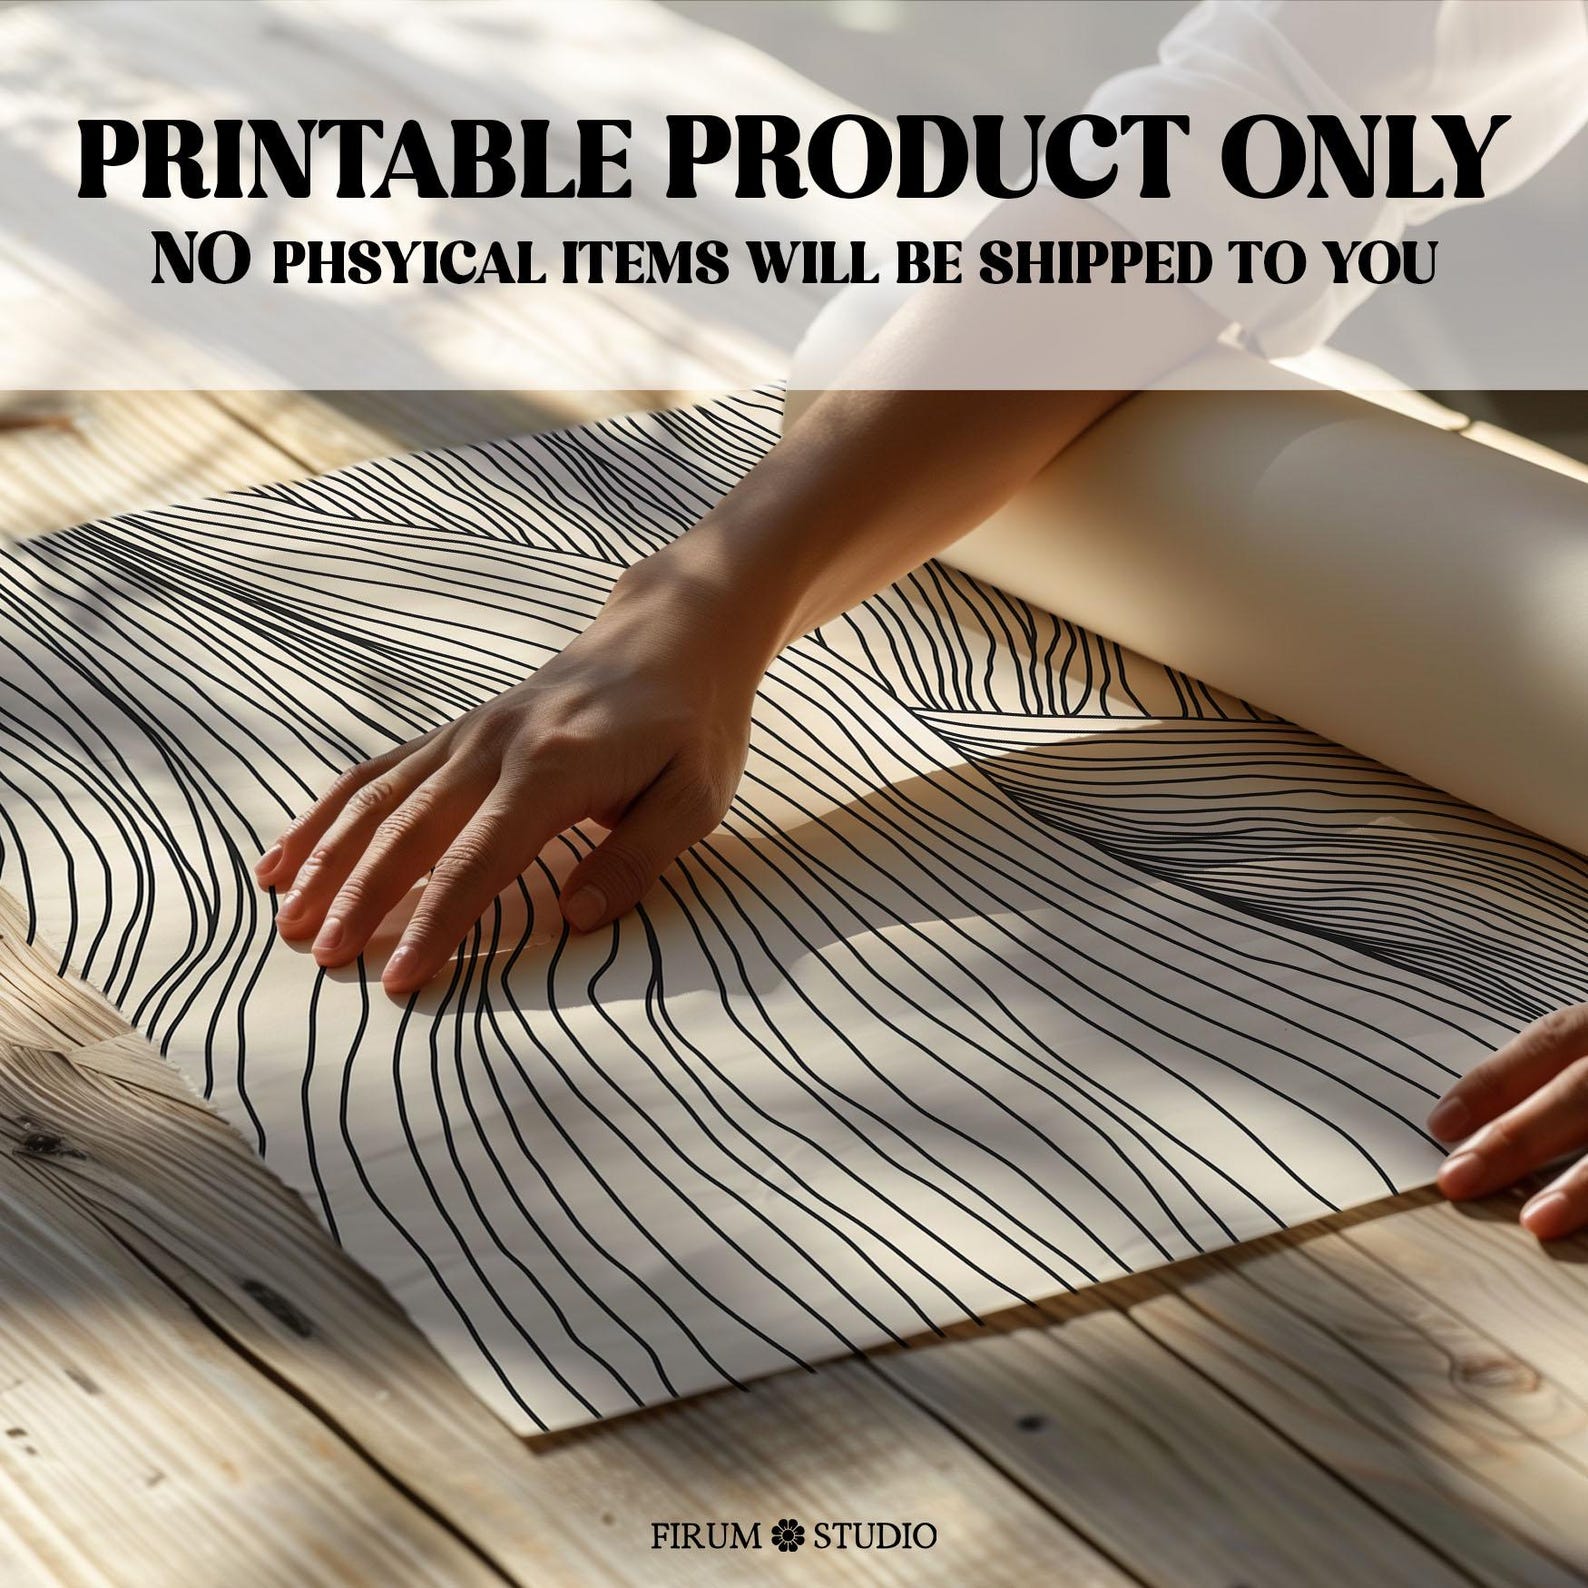 PRINTABLE PRODUCT ONLY
NO PHSYICAL ITEMS WILL BE SHIPPED TO YOU
FIRUM STUDIO